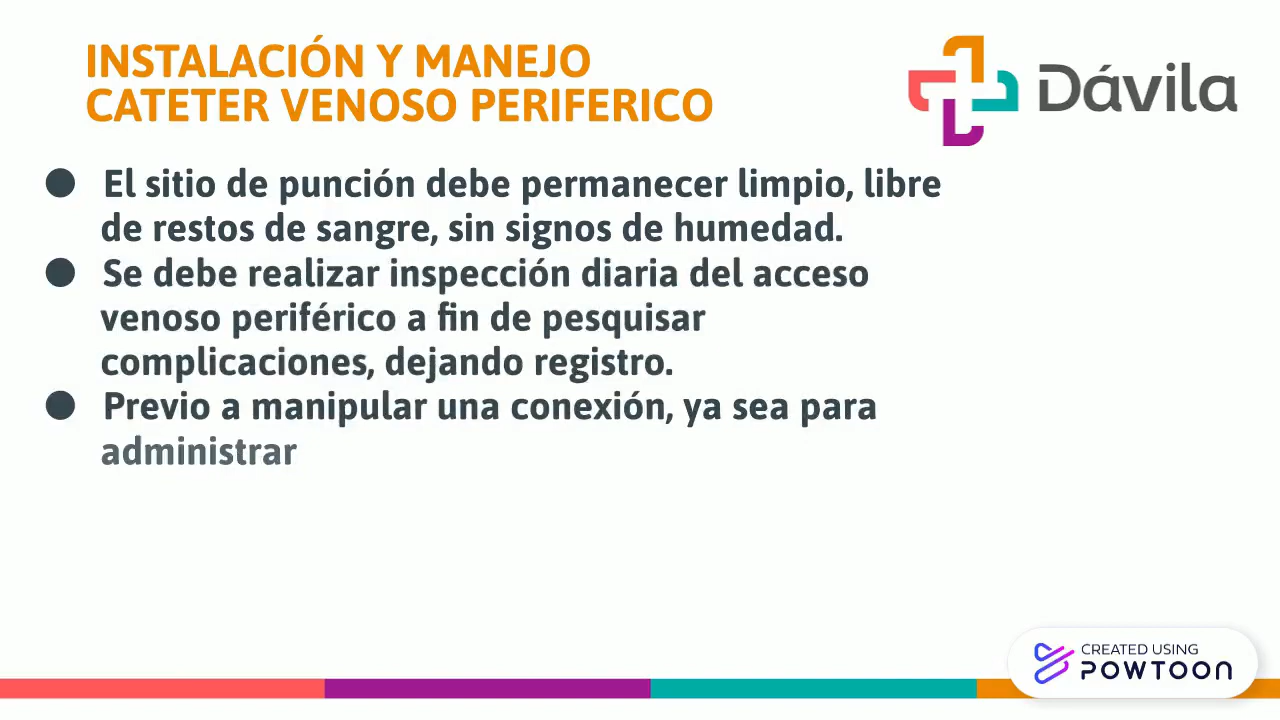 INSTALACIÓN Y MANEJO
CATETER VENOSO PERIFERICO
Dávila
El sitio de punción debe permanecer limpio, libre
de restos de sangre, sin signos de humedad.
Se debe realizar inspección diaria del acceso
venoso periférico a fin de pesquisar
complicaciones, dejando registro.
Previo a manipular una conexión, ya sea para
administrar
CREATED USING
POWTOON